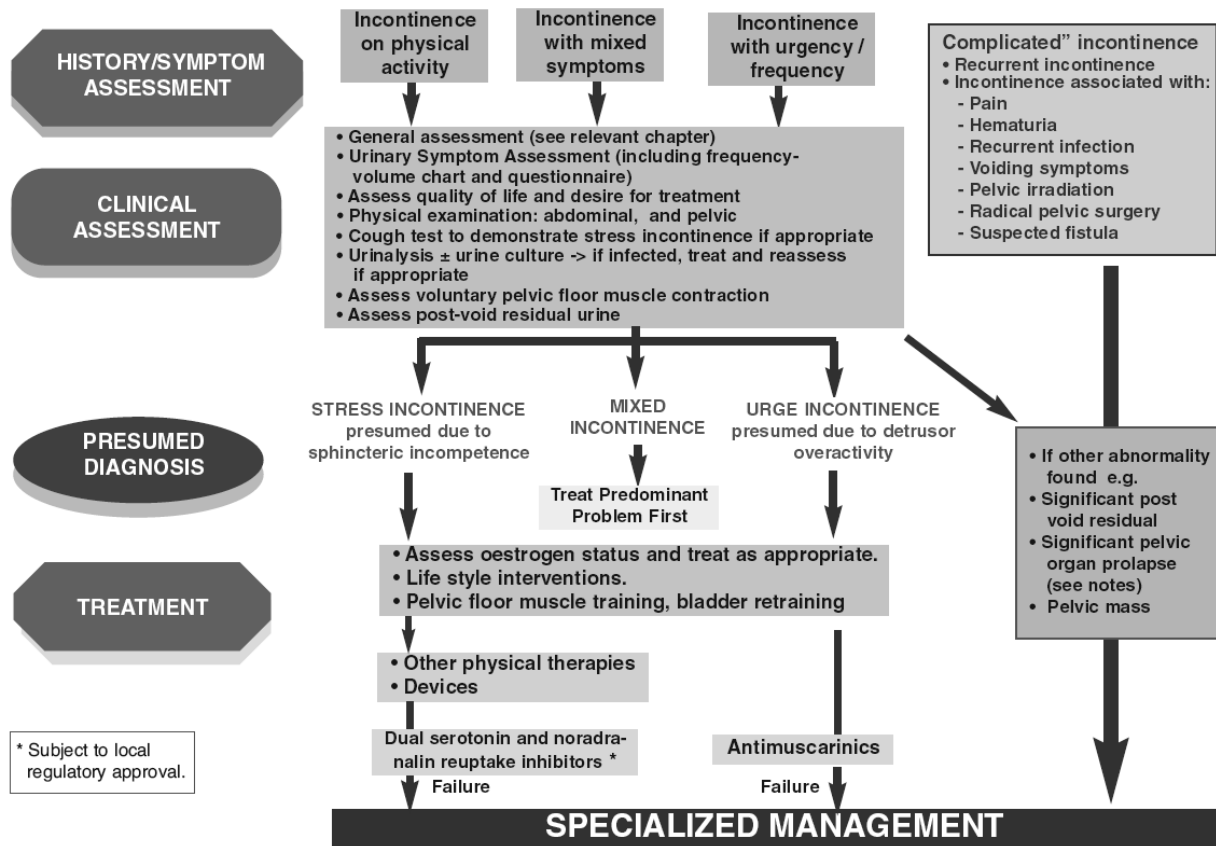 HISTORY/SYMPTOM
ASSESSMENT
Incontinence
on physical
activity
Incontinence
with mixed
symptoms
Incontinence
with urgency /
frequency
Complicated” incontinence
• Recurrent incontinence
• Incontinence associated with:
- Pain
- Hematuria
- Recurrent infection
- Voiding symptoms
- Pelvic irradiation
- Radical pelvic surgery
- Suspected fistula
CLINICAL
ASSESSMENT
• General assessment (see relevant chapter)
• Urinary Symptom Assessment (including frequency-
volume chart and questionnaire)
• Assess quality of life and desire for treatment
• Physical examination: abdominal, and pelvic
• Cough test to demonstrate stress incontinence if appropriate
• Urinalysis ± urine culture -> if infected, treat and reassess
if appropriate
• Assess voluntary pelvic floor muscle contraction
• Assess post-void residual urine
PRESUMED
DIAGNOSIS
STRESS INCONTINENCE
presumed due to
sphincteric incompetence
MIXED
INCONTINENCE
URGE INCONTINENCE
presumed due to detrusor
overactivity
Treat Predominant
Problem First
• If other abnormality
found e.g.
• Significant post
void residual
• Significant pelvic
organ prolapse
(see notes)
• Pelvic mass
TREATMENT
• Assess oestrogen status and treat as appropriate.
• Life style interventions.
• Pelvic floor muscle training, bladder retraining
• Other physical therapies
• Devices
Dual serotonin and noradra-
nalin reuptake inhibitors *
Antimuscarinics
Failure
Failure
* Subject to local
regulatory approval.
SPECIALIZED MANAGEMENT